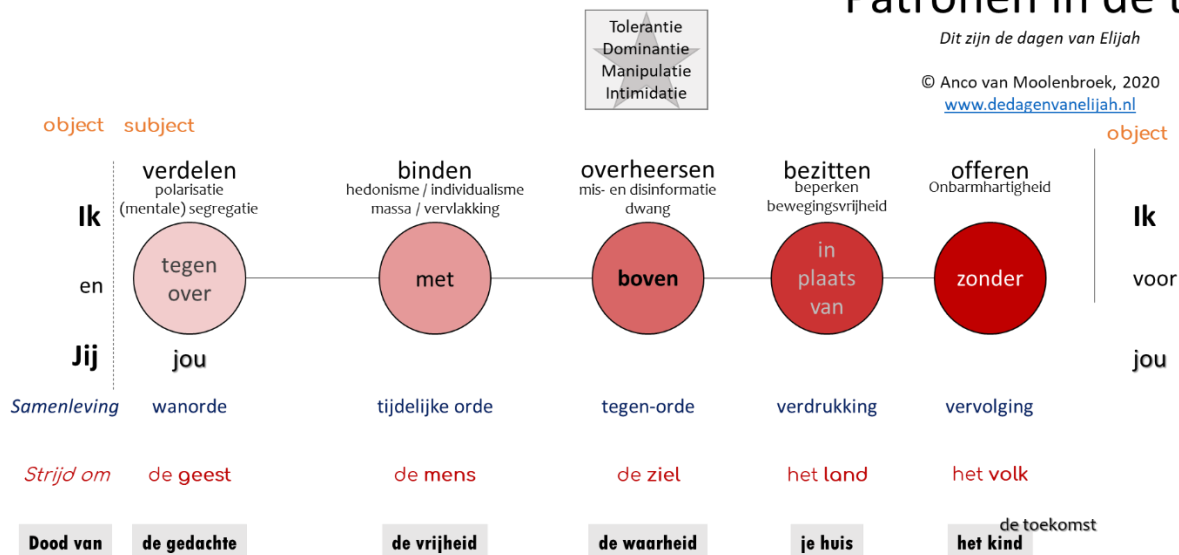 Patronen in de t
Dit zijn de dagen van Elijah
© Anco van Moolenbroek, 2020
www.dedagenvanelijah.nl
Tolerantie
Dominantie
Manipulatie
Intimidatie
object subject
object
verdelen
polarisatie
(mentale) segregatie
binden
hedonisme / individualisme
massa / vervlakking
overheersen
mis- en disinformatie
dwang
bezitten
beperken
bewegingsvrijheid
offeren
Onbarmhartigheid
Ik
en
Jij
tegen
over
jou
met
boven
in
plaats
van
zonder
Ik
voor
jou
Samenleving wanorde tijdelijke orde tegen-orde verdrukking vervolging
Strijd om de geest de mens de ziel het land het volk
de toekomst
Dood van de gedachte de vrijheid de waarheid je huis het kind